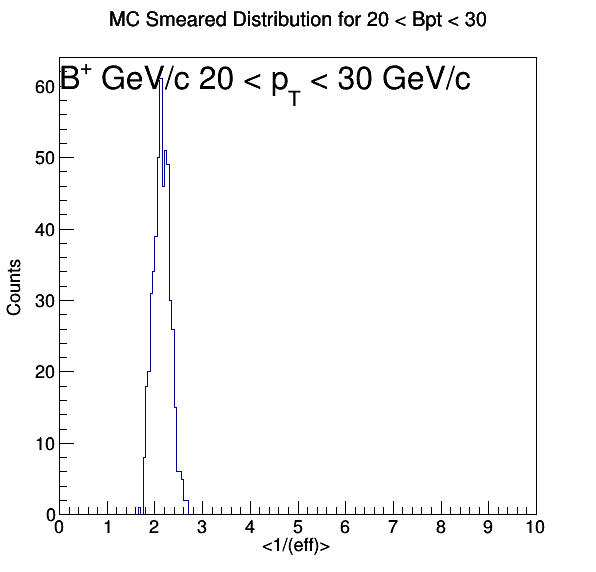 MC Smeared Distribution for 20 < Bpt < 30
B⁺ GeV/c 20 < p_T < 30 GeV/c
60
50
40
30
20
10
0
Counts
0 1 2 3 4 5 6 7 8 9 10
<1/(eff)>